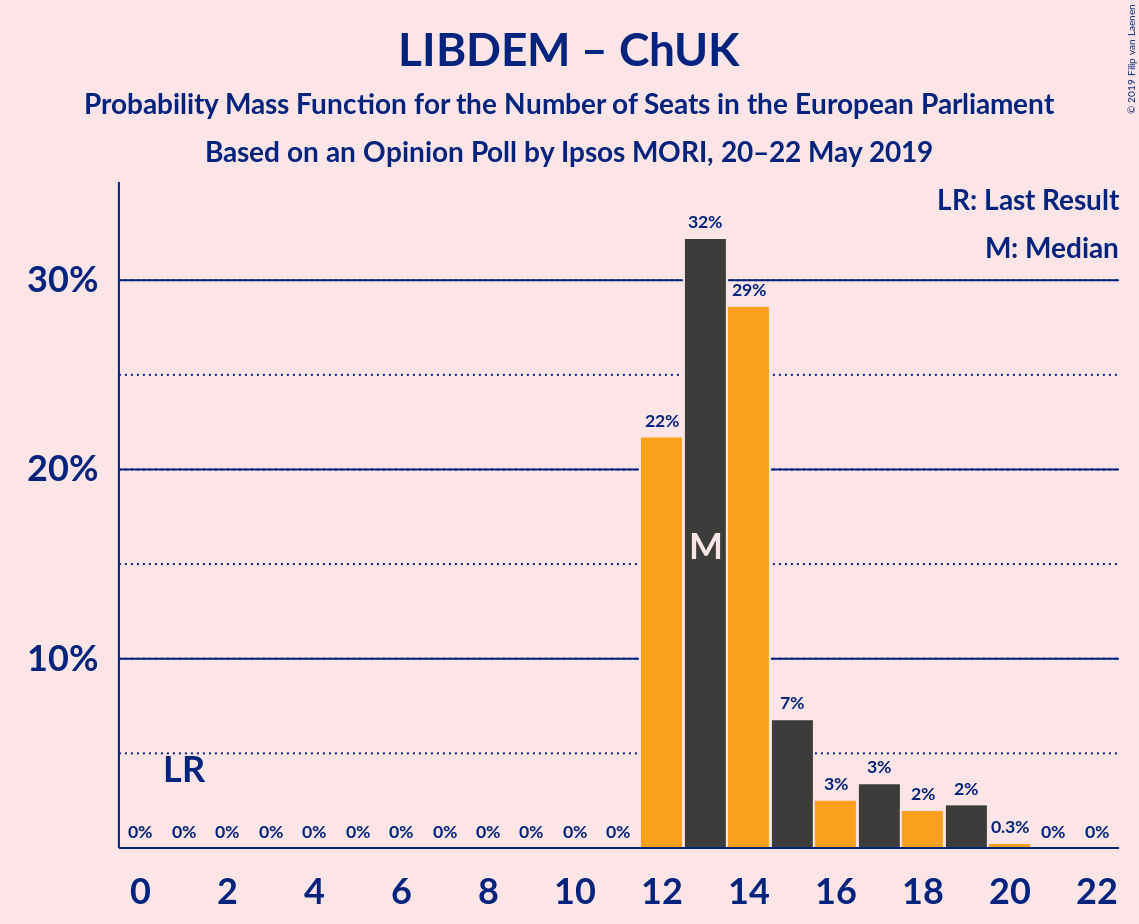 LIBDEM – ChUK
Probability Mass Function for the Number of Seats in the European Parliament
Based on an Opinion Poll by Ipsos MORI, 20–22 May 2019
© 2019 Filip van Laenen
LR: Last Result
M: Median
30%
20%
10%
32%
29%
22%
M
7%
LR
3%
3%
2%
2%
0% 0% 0% 0% 0% 0% 0% 0% 0% 0% 0% 0% 0.3% 0% 0%
0 2 4 6 8 10 12 14 16 18 20 22